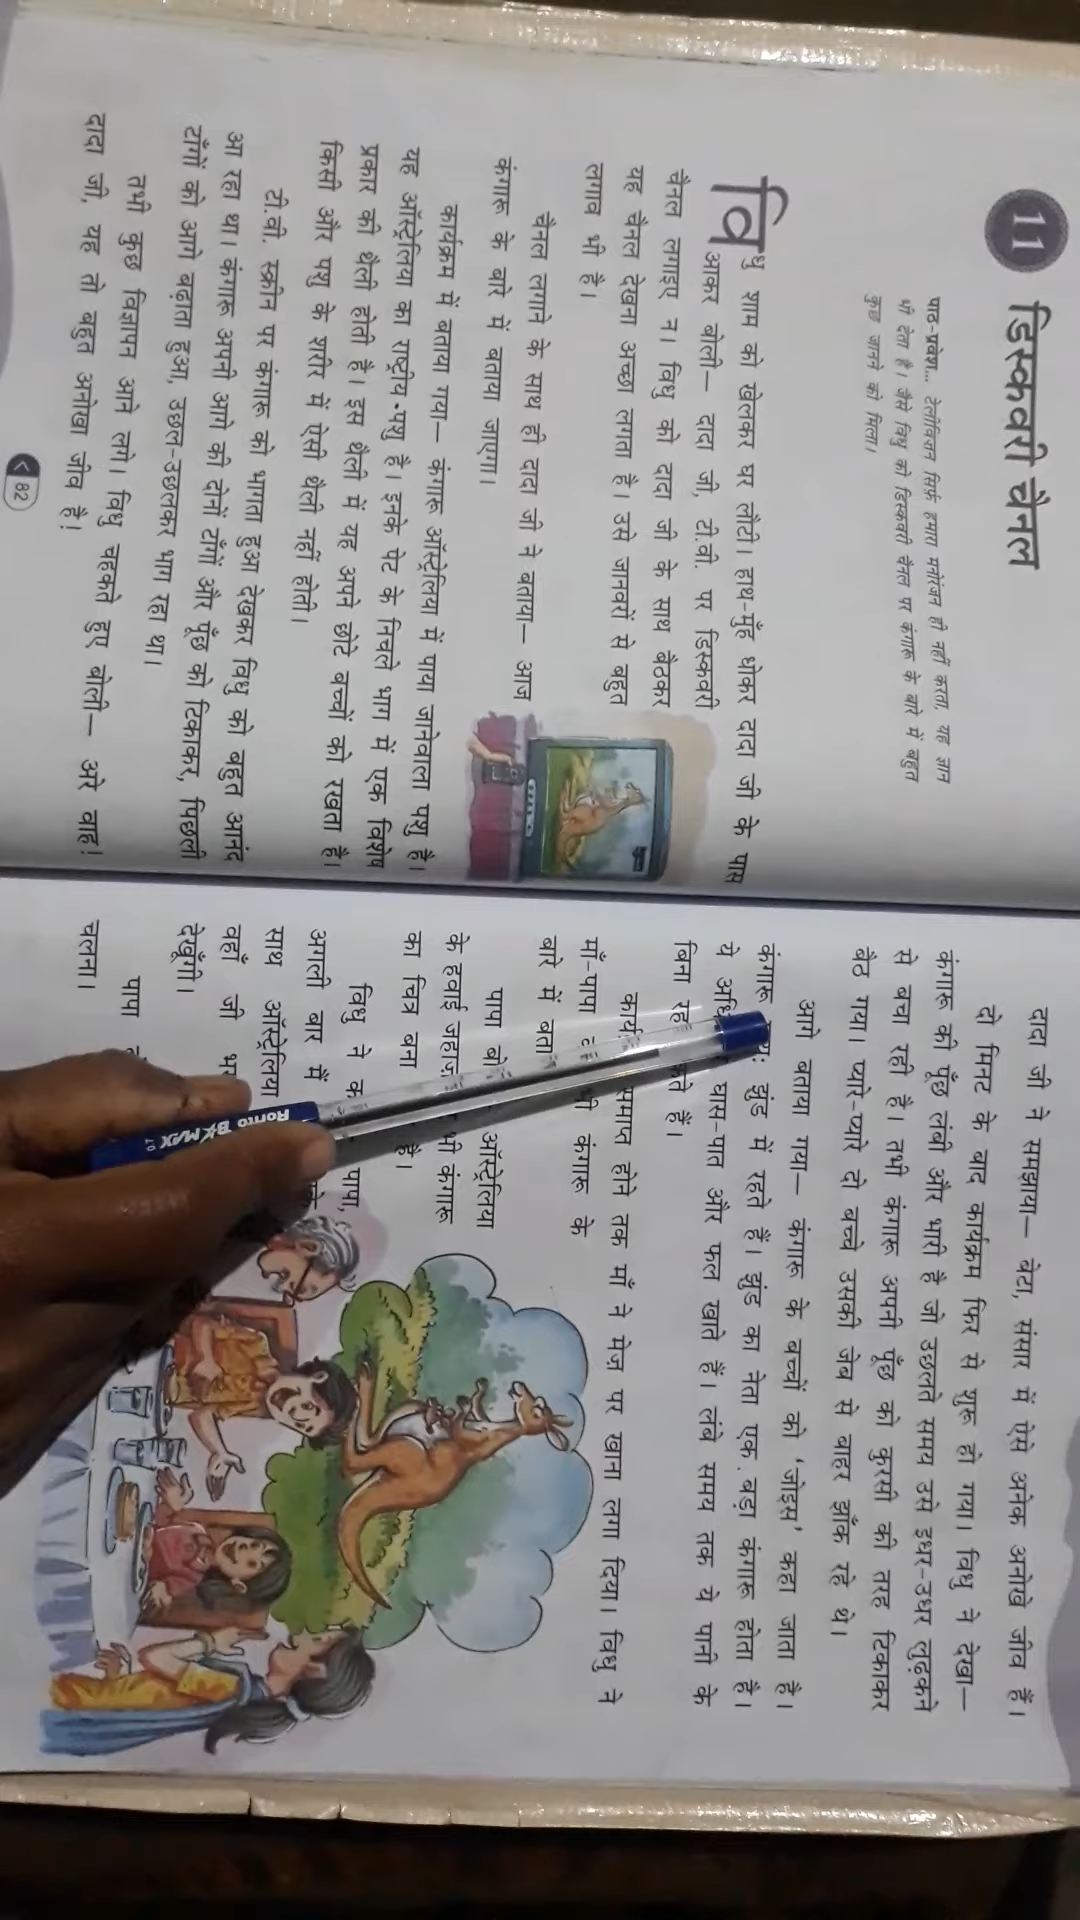 11 डिस्कवरी चैनल
पाठ-प्रवेश... टेलीविज़न सिर्फ़ हमारा मनोरंजन ही नहीं करता, यह ज्ञान
भी देता है। जैसे विधु को डिस्कवरी चैनल पर कंगारू के बारे में बहुत
कुछ जानने को मिला।
विधु शाम को खेलकर घर लौटी। हाथ-मुँह धोकर दादा जी के पास
आकर बोली— दादा जी, टी.वी. पर डिस्कवरी
चैनल लगाइए न। विधु को दादा जी के साथ बैठकर
यह चैनल देखना अच्छा लगता है। उसे जानवरों से बहुत
लगाव भी है।
चैनल लगाने के साथ ही दादा जी ने बताया— आज
कंगारू के बारे में बताया जाएगा।
कार्यक्रम में बताया गया— कंगारू ऑस्ट्रेलिया में पाया जानेवाला पशु है।
यह ऑस्ट्रेलिया का राष्ट्रीय-पशु है। इनके पेट के निचले भाग में एक विशेष
प्रकार की थैली होती है। इस थैली में यह अपने छोटे बच्चों को रखता है।
किसी और पशु के शरीर में ऐसी थैली नहीं होती।
टी.वी. स्क्रीन पर कंगारू को भागता हुआ देखकर विधु को बहुत आनंद
आ रहा था। कंगारू अपनी आगे की दोनों टाँगों और पूँछ को टिकाकर, पिछली
टाँगों को आगे बढ़ाता हुआ, उछल-उछलकर भाग रहा था।
तभी कुछ विज्ञापन आने लगे। विधु चहकते हुए बोली— अरे वाह!
दादा जी, यह तो बहुत अनोखा जीव है!
82
दादा जी ने समझाया— बेटा, संसार में ऐसे अनेक अनोखे जीव हैं।
दो मिनट के बाद कार्यक्रम फिर से शुरू हो गया। विधु ने देखा—
कंगारू की पूँछ लंबी और भारी है जो उछलते समय उसे इधर-उधर लुढ़कने
से बचा रही है। तभी कंगारू अपनी पूँछ को कुरसी की तरह टिकाकर
बैठ गया। प्यारे-प्यारे दो बच्चे उसकी जेब से बाहर झाँक रहे थे।
आगे बताया गया— कंगारू के बच्चों को 'जोइस' कहा जाता है।
कंगारू झुंड में रहते हैं। झुंड का नेता एक बड़ा कंगारू होता है।
ये घास-पात और फल खाते हैं। लंबे समय तक ये पानी के
बिना रह हैं।
समाप्त होने तक माँ ने मेज़ पर खाना लगा दिया। विधु ने
माँ-पापा कंगारू के
बारे में
पापा ऑस्ट्रेलिया
के हवाई कंगारू
का चित्र बना है।
विधु ने पापा,
अगली बार मैं
साथ ऑस्ट्रेलिया
वहाँ जी
देखूँगी।
पापा
चलना।
Rorito B★MAX 1.0